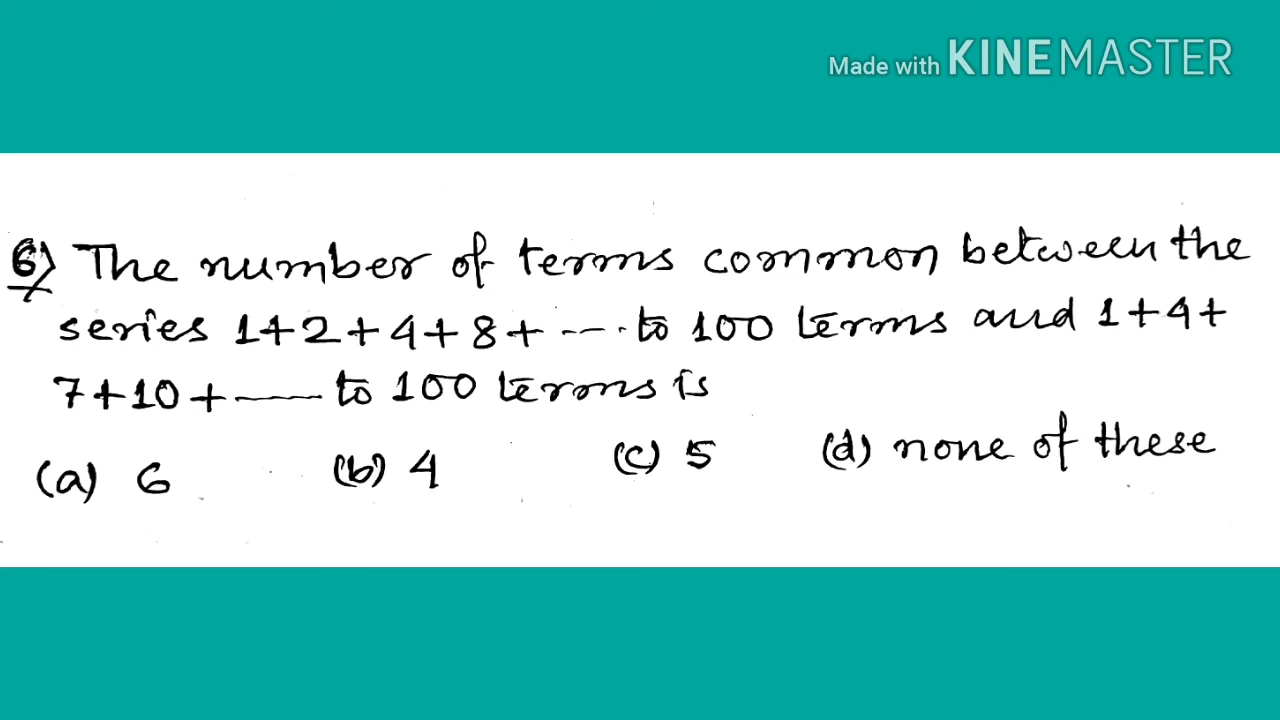 Made with KINEMASTER
6) The number of terms common between the
series 1+2+4+8+ ---- to 100 terms and 1+4+
7+10+ —— to 100 terms is
(a) 6 (b) 4 (c) 5 (d) none of these